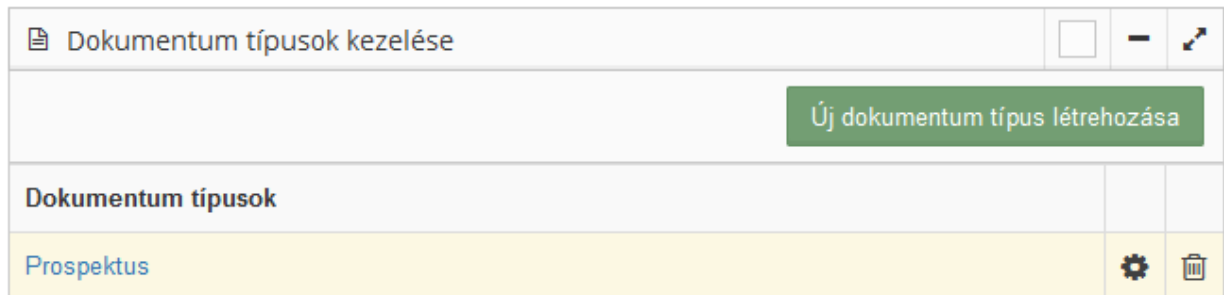 Dokumentum típusok kezelése
Új dokumentum típus létrehozása
Dokumentum típusok
Prospektus